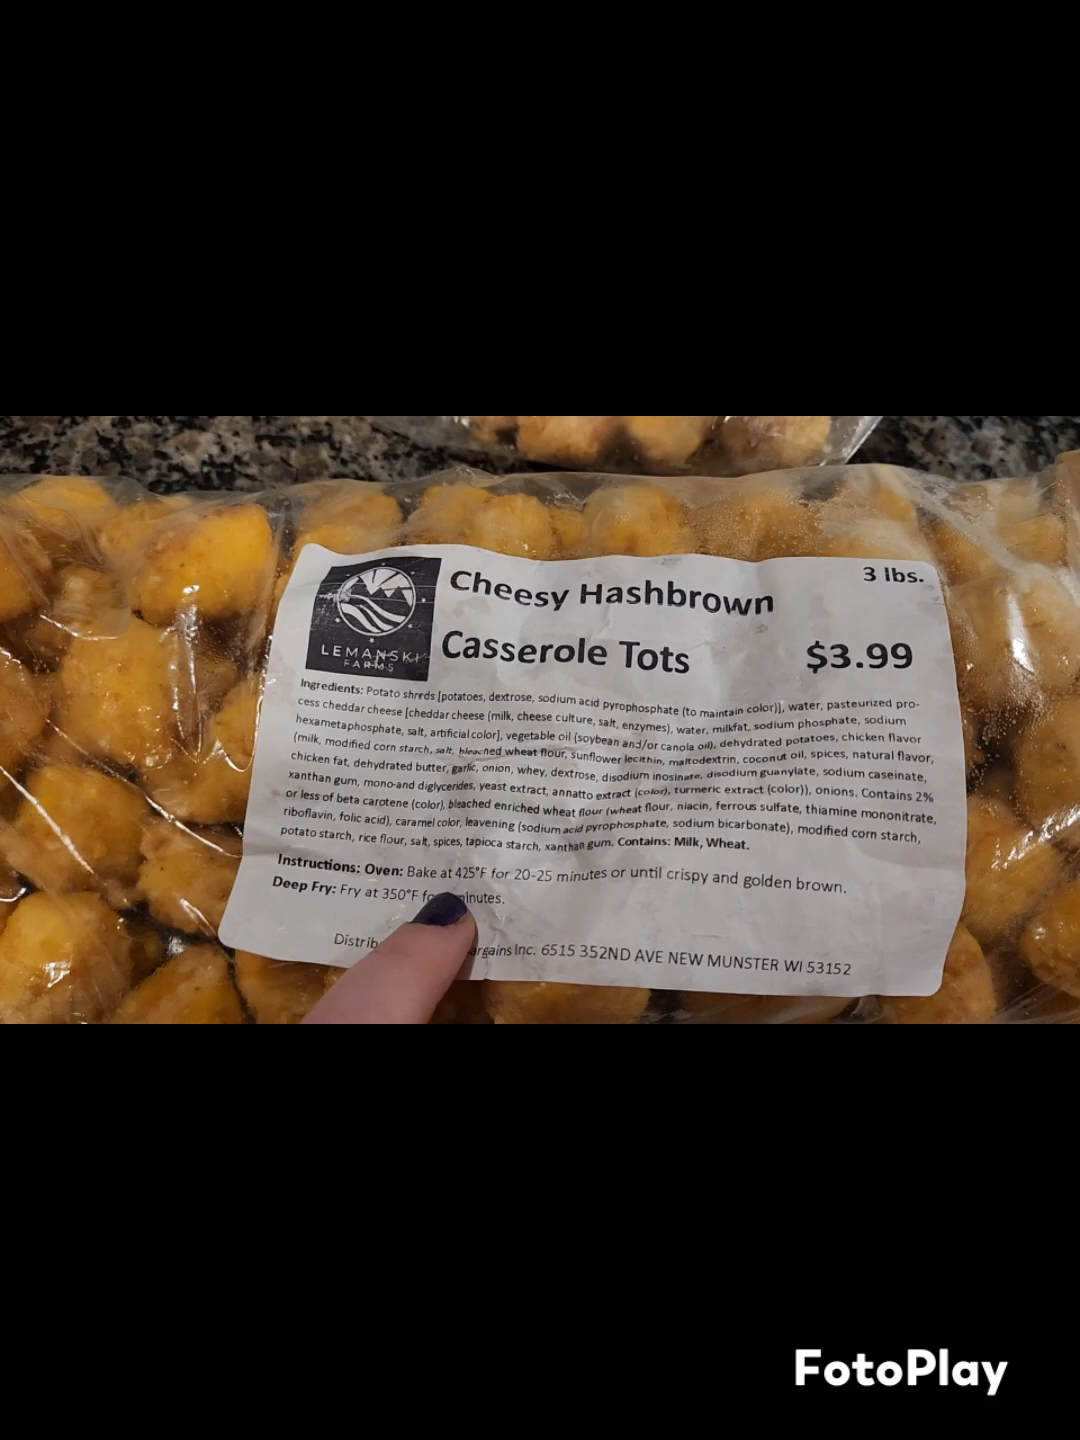 3 lbs.
Cheesy Hashbrown
Casserole Tots
$3.99
LEMANSKI
FARMS
Ingredients: Potato shreds [potatoes, dextrose, sodium acid pyrophosphate (to maintain color)], water, pasteurized pro-
cess cheddar cheese [cheddar cheese (milk, cheese culture, salt, enzymes), water, milkfat, sodium phosphate, sodium
hexametaphosphate, salt, artificial color], vegetable oil (soybean and/or canola oil), dehydrated potatoes, chicken flavor
(milk, modified corn starch, salt, bleached wheat flour, sunflower lecithin, maltodextrin, coconut oil, spices, natural flavor,
chicken fat, dehydrated butter, garlic, onion, whey, dextrose, disodium inosinate, disodium guanylate, sodium caseinate,
xanthan gum, mono-and diglycerides, yeast extract, annatto extract (color), turmeric extract (color)), onions. Contains 2%
or less of beta carotene (color), bleached enriched wheat flour (wheat flour, niacin, ferrous sulfate, thiamine mononitrate,
riboflavin, folic acid), caramel color, leavening (sodium acid pyrophosphate, sodium bicarbonate), modified corn starch,
potato starch, rice flour, salt, spices, tapioca starch, xanthan gum. Contains: Milk, Wheat.
Instructions: Oven: Bake at 425°F for 20-25 minutes or until crispy and golden brown.
Deep Fry: Fry at 350°F minutes.
Inc. 6515 352ND AVE NEW MUNSTER WI 53152
FotoPlay